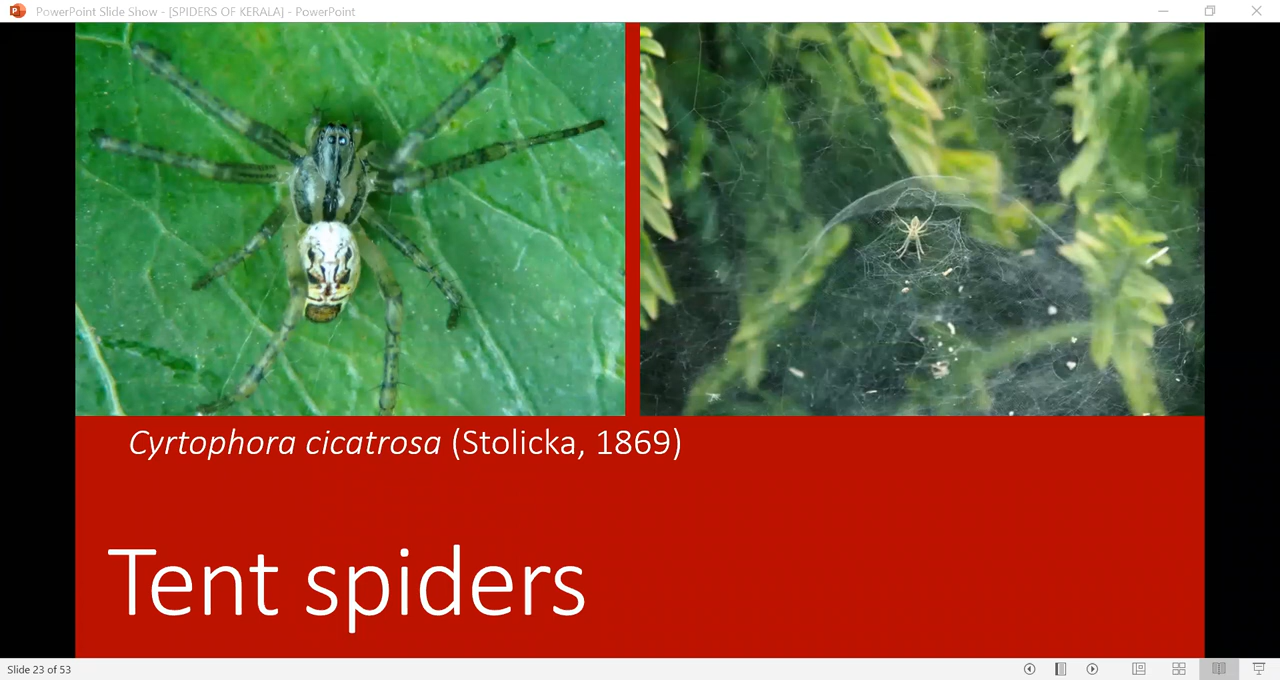 PowerPoint Slide Show - [SPIDERS OF KERALA] - PowerPoint
Cyrtophora cicatrosa (Stolicka, 1869)
Tent spiders
Slide 23 of 53